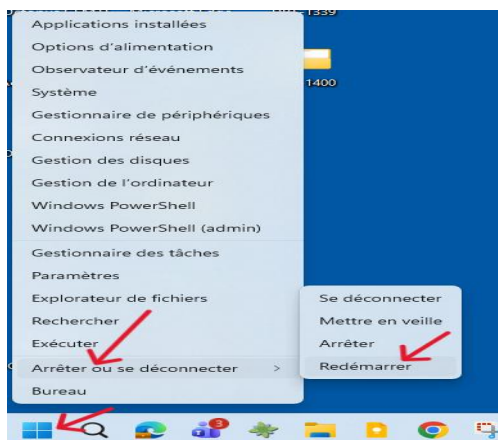 1339
Applications installées
Options d'alimentation
Observateur d'événements
Système
1400
Gestionnaire de périphériques
Connexions réseau
Gestion des disques
Gestion de l'ordinateur
Windows PowerShell
Windows PowerShell (admin)
Gestionnaire des tâches
Paramètres
Explorateur de fichiers
Rechercher
Exécuter
Arrêter ou se déconnecter >
Bureau
Se déconnecter
Mettre en veille
Arrêter
Redémarrer
3